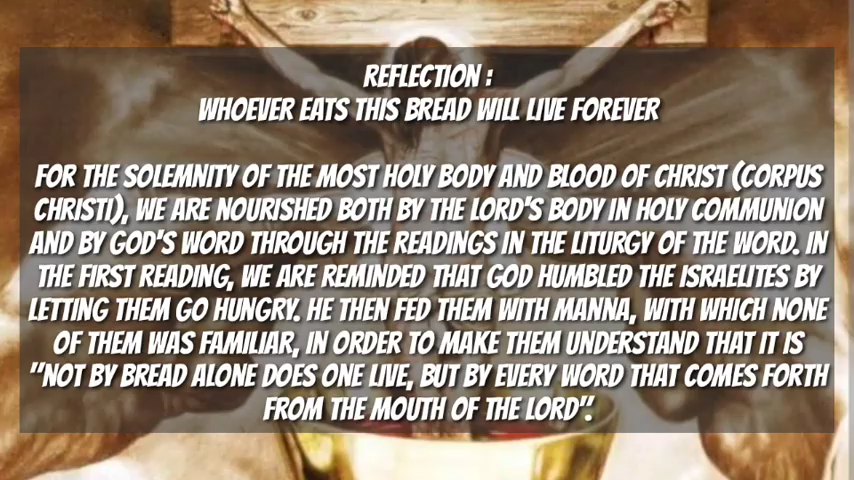 REFLECTION :
WHOEVER EATS THIS BREAD WILL LIVE FOREVER
FOR THE SOLEMNITY OF THE MOST HOLY BODY AND BLOOD OF CHRIST (CORPUS
CHRISTI), WE ARE NOURISHED BOTH BY THE LORD'S BODY IN HOLY COMMUNION
AND BY GOD'S WORD THROUGH THE READINGS IN THE LITURGY OF THE WORD. IN
THE FIRST READING, WE ARE REMINDED THAT GOD HUMBLED THE ISRAELITES BY
LETTING THEM GO HUNGRY. HE THEN FED THEM WITH MANNA, WITH WHICH NONE
OF THEM WAS FAMILIAR, IN ORDER TO MAKE THEM UNDERSTAND THAT IT IS
"NOT BY BREAD ALONE DOES ONE LIVE, BUT BY EVERY WORD THAT COMES FORTH
FROM THE MOUTH OF THE LORD".